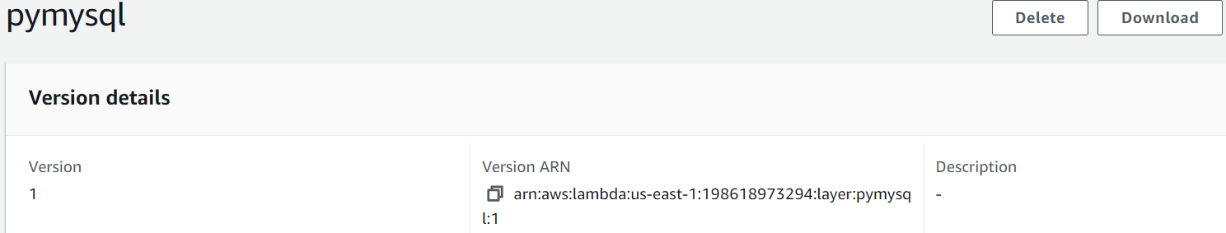 pymysql
Delete
Download
Version details
Version
Version ARN
Description
1
arn:aws:lambda:us-east-1:198618973294:layer:pymysq
l:1
-